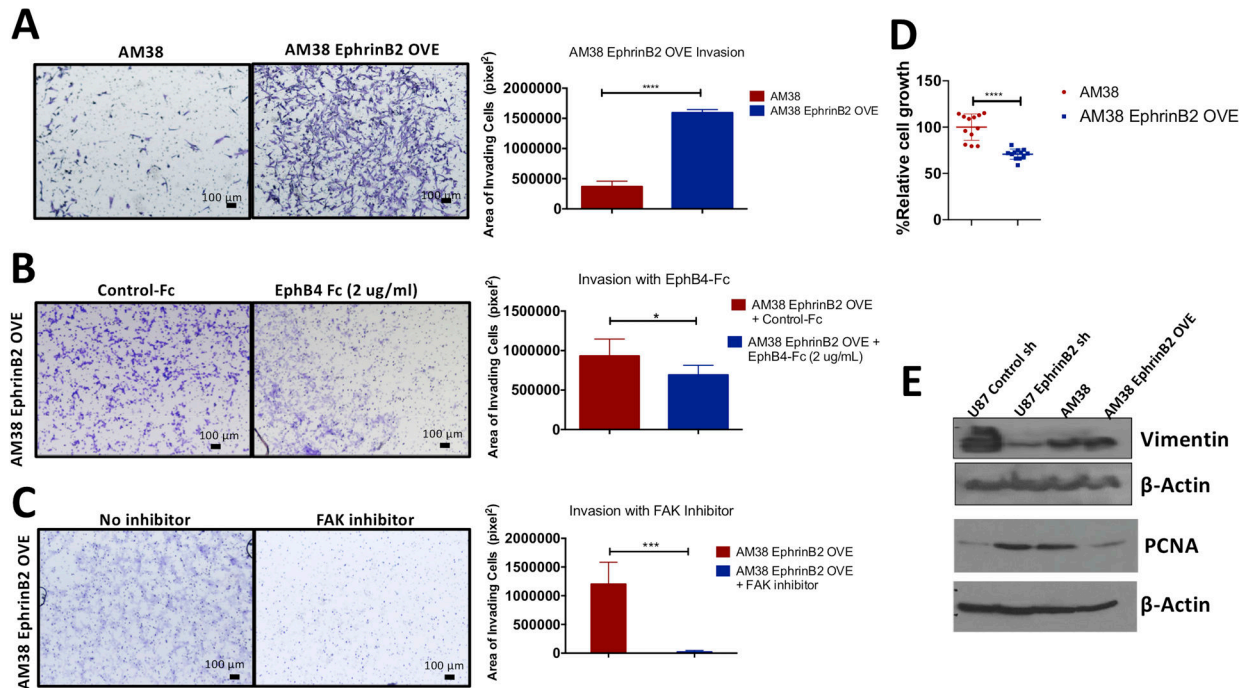 A
AM38
AM38 EphrinB2 OVE
100 µm
100 µm
AM38 EphrinB2 OVE Invasion
Area of Invading Cells (pixel²)
2000000
1500000
1000000
500000
0
****
AM38
AM38 EphrinB2 OVE
B
AM38 EphrinB2 OVE
Control-Fc
EphB4 Fc (2 ug/ml)
100 µm
100 µm
Invasion with EphB4-Fc
Area of Invading Cells (pixel²)
2000000
1500000
1000000
500000
0
*
AM38 EphrinB2 OVE
+ Control-Fc
AM38 EphrinB2 OVE +
EphB4-Fc (2 ug/mL)
C
AM38 EphrinB2 OVE
No inhibitor
FAK inhibitor
100 µm
100 µm
Invasion with FAK Inhibitor
Area of Invading Cells (pixel²)
2000000
1500000
1000000
500000
0
***
AM38 EphrinB2 OVE
AM38 EphrinB2 OVE
+ FAK inhibitor
D
%Relative cell growth
150
100
50
0
****
AM38
AM38 EphrinB2 OVE
E
U87 Control sh
U87 EphrinB2 sh
AM38
AM38 EphrinB2 OVE
Vimentin
β-Actin
PCNA
β-Actin